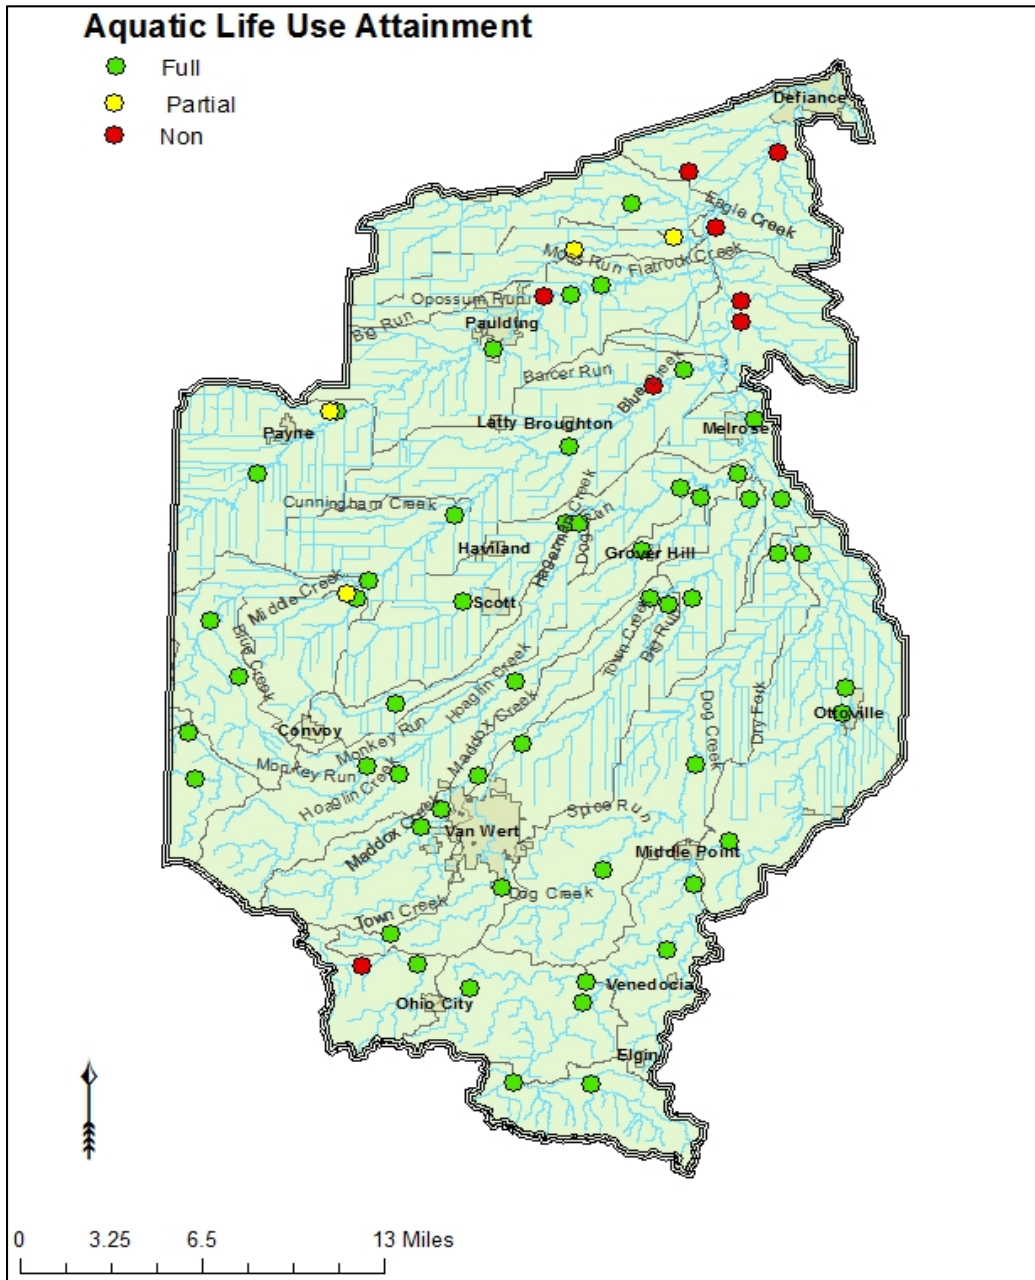 Aquatic Life Use Attainment
Full
Partial
Non
Defiance
Eagle Creek
Moss Run
Flatrock Creek
Opossum Run
Big Run
Paulding
Barcer Run
Blue Creek
Latty
Broughton
Melrose
Payne
Cunningham Creek
Hagerman Creek
Dog Run
Haviland
Grover Hill
Middle Creek
Scott
Blue Creek
Town Creek
Big Run
Hoaglin Creek
Maddox Creek
Dog Creek
Dry Fork
Ottoville
Convoy
Monkey Run
Monkey Run
Hoaglin Creek
Maddox Creek
Van Wert
Spice Run
Middle Point
Dog Creek
Town Creek
Venedocia
Ohio City
Elgin
0 3.25 6.5 13 Miles